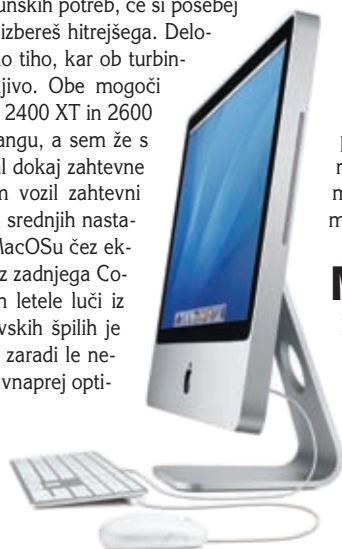 unskih potreb, če si posebej
izbereš hitrejšega. Delo-
o tiho, kar ob turbin-
jivo. Obe mogoči
2400 XT in 2600
angu, a sem že s
l dokaj zahtevne
m vozil zahtevni
srednjih nasta-
MacOSu čez ek-
z zadnjega Co-
letele luči iz
vskih špilih je
zaradi le ne-
vnaprej opti-
p
m
m
M